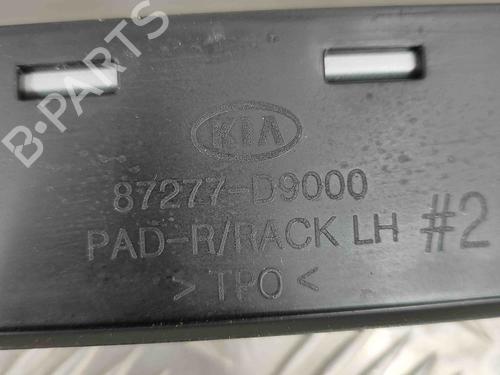 B-PARTS
KIA
87277-D9000
PAD-R/RACK LH #2
> TPO <